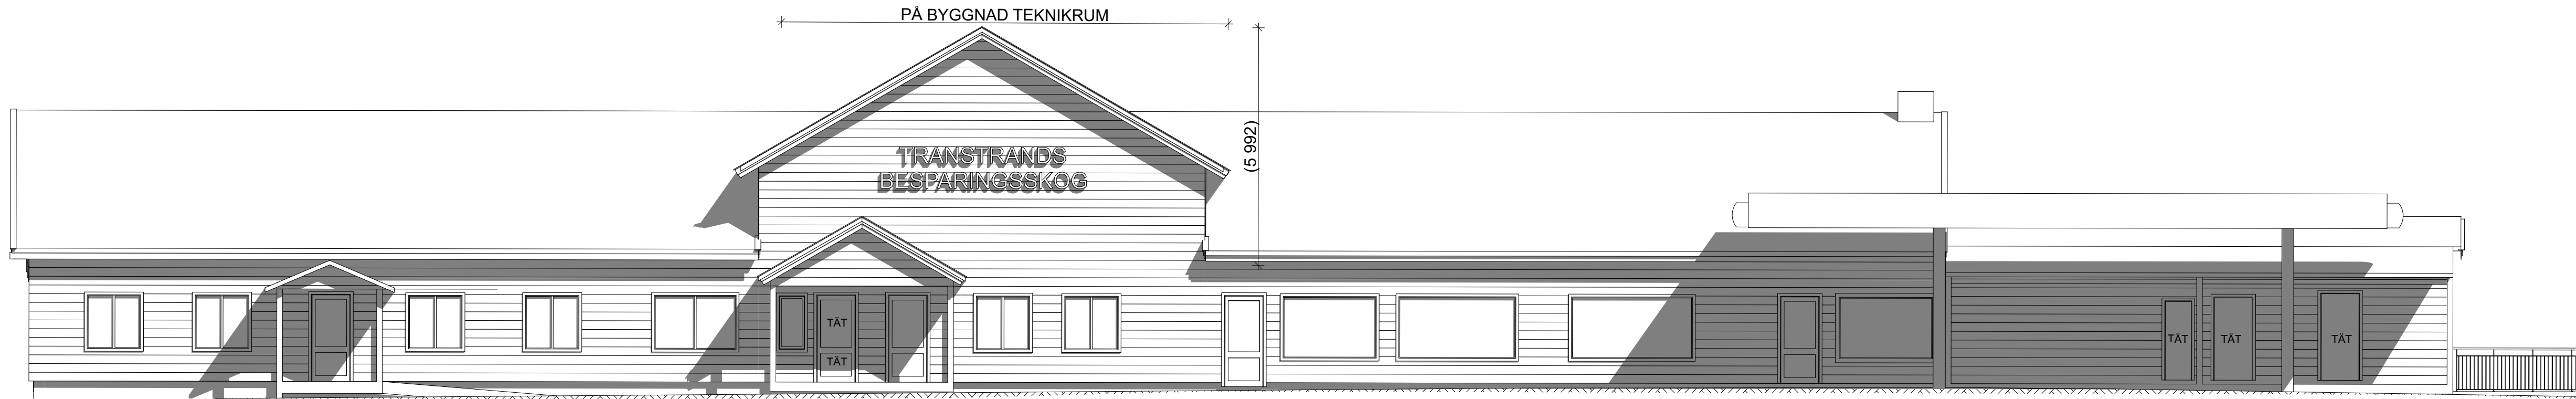 PÅ BYGGNAD TEKNIKRUM
(5 992)
TRANSTRANDS
BESPARINGSSKOG
TÄT
TÄT
TÄT
TÄT
TÄT